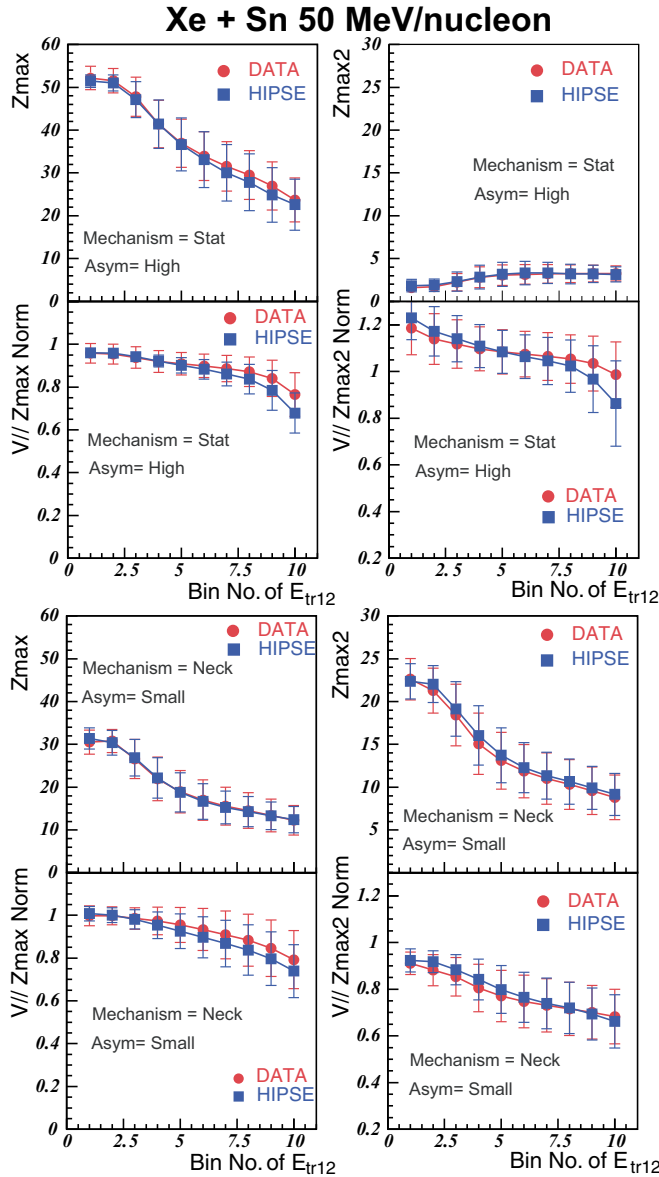 Xe + Sn 50 MeV/nucleon
Zmax
60
50
40
30
20
10
0
DATA
HIPSE
Mechanism = Stat
Asym= High
Zmax2
30
25
20
15
10
5
0
DATA
HIPSE
Mechanism = Stat
Asym= High
V// Zmax Norm
1
0.8
0.6
0.4
0.2
0
DATA
HIPSE
Mechanism = Stat
Asym= High
0
2.5
5
7.5
10
Bin No. of Etr12
V// Zmax2 Norm
1.2
1
0.8
0.6
0.4
0.2
Mechanism = Stat
Asym= High
DATA
HIPSE
0
2.5
5
7.5
10
Bin No. of Etr12
Zmax
60
50
40
30
20
10
DATA
HIPSE
Mechanism = Neck
Asym= Small
Zmax2
30
25
20
15
10
5
DATA
HIPSE
Mechanism = Neck
Asym= Small
V// Zmax Norm
1
0.8
0.6
0.4
0.2
0
Mechanism = Neck
Asym= Small
DATA
HIPSE
0
2.5
5
7.5
10
Bin No. of Etr12
V// Zmax2 Norm
1.2
1
0.8
0.6
0.4
0.2
DATA
HIPSE
Mechanism = Neck
Asym= Small
0
2.5
5
7.5
10
Bin No. of Etr12